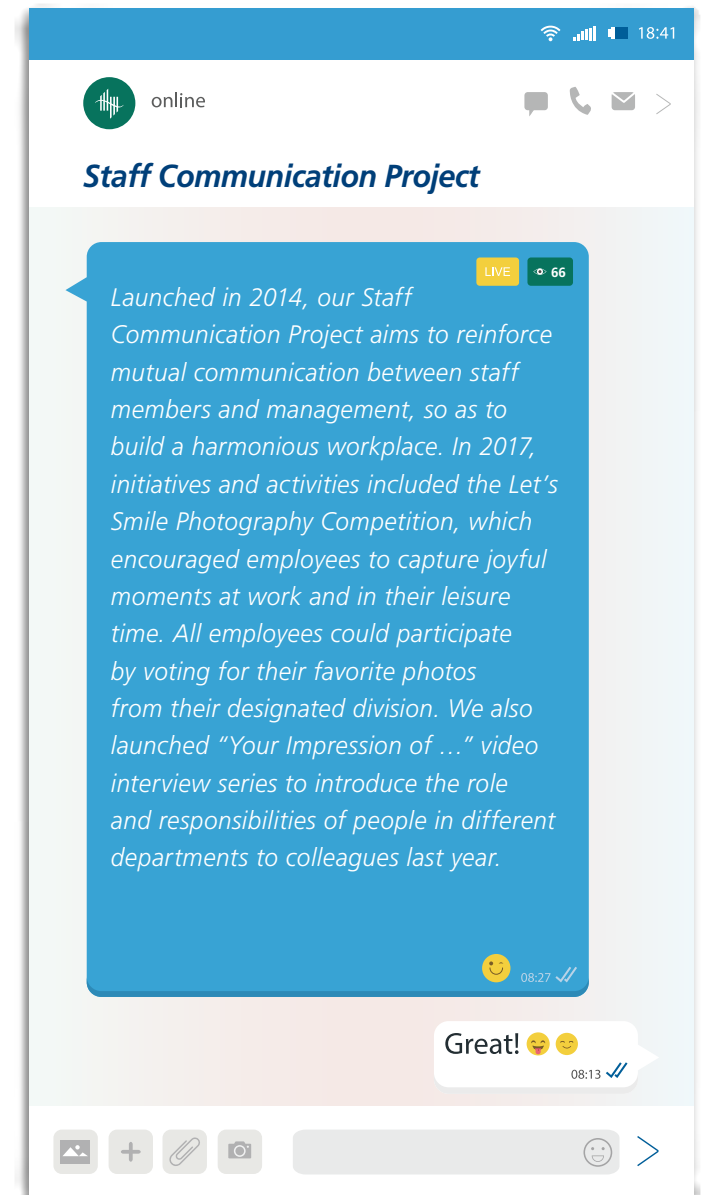 18:41
online
Staff Communication Project
LIVE
66
Launched in 2014, our Staff
Communication Project aims to reinforce
mutual communication between staff
members and management, so as to
build a harmonious workplace. In 2017,
initiatives and activities included the Let’s
Smile Photography Competition, which
encouraged employees to capture joyful
moments at work and in their leisure
time. All employees could participate
by voting for their favorite photos
from their designated division. We also
launched “Your Impression of ...” video
interview series to introduce the role
and responsibilities of people in different
departments to colleagues last year.
08:27
Great!
08:13